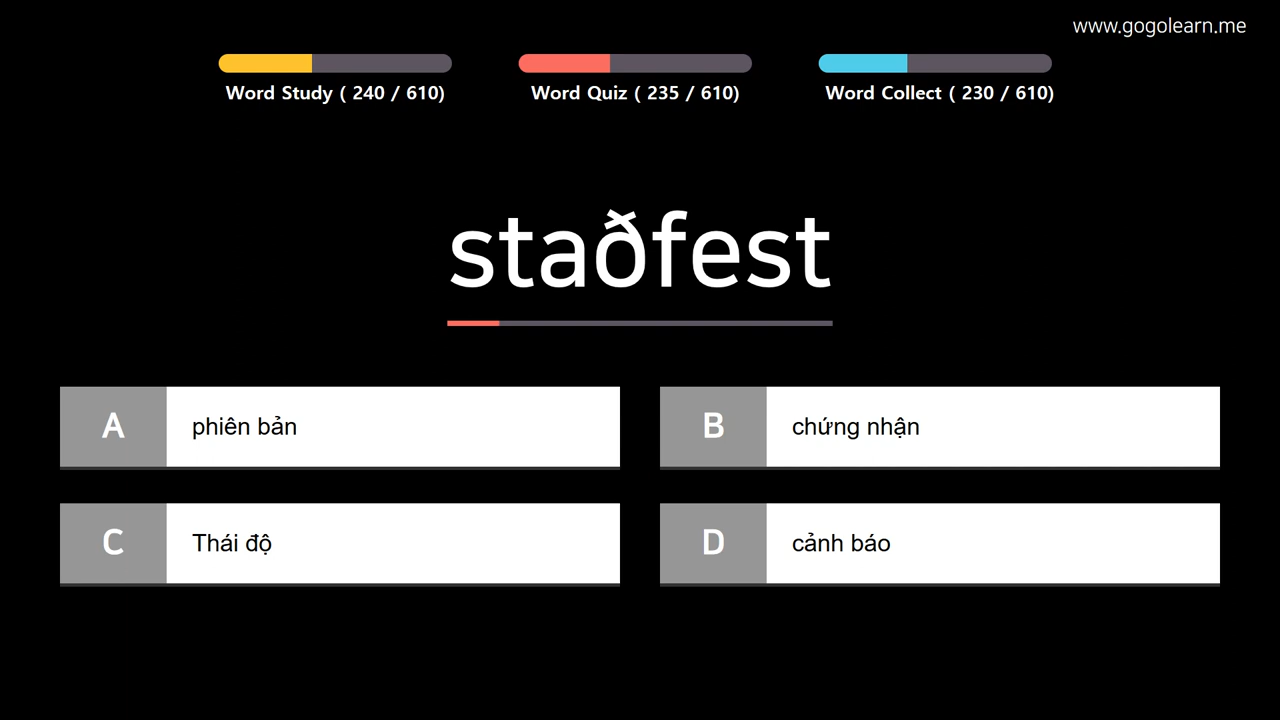 www.gogolearn.me
Word Study ( 240 / 610)
Word Quiz ( 235 / 610)
Word Collect ( 230 / 610)
staðfest
A phiên bản
B chứng nhận
C Thái độ
D cảnh báo